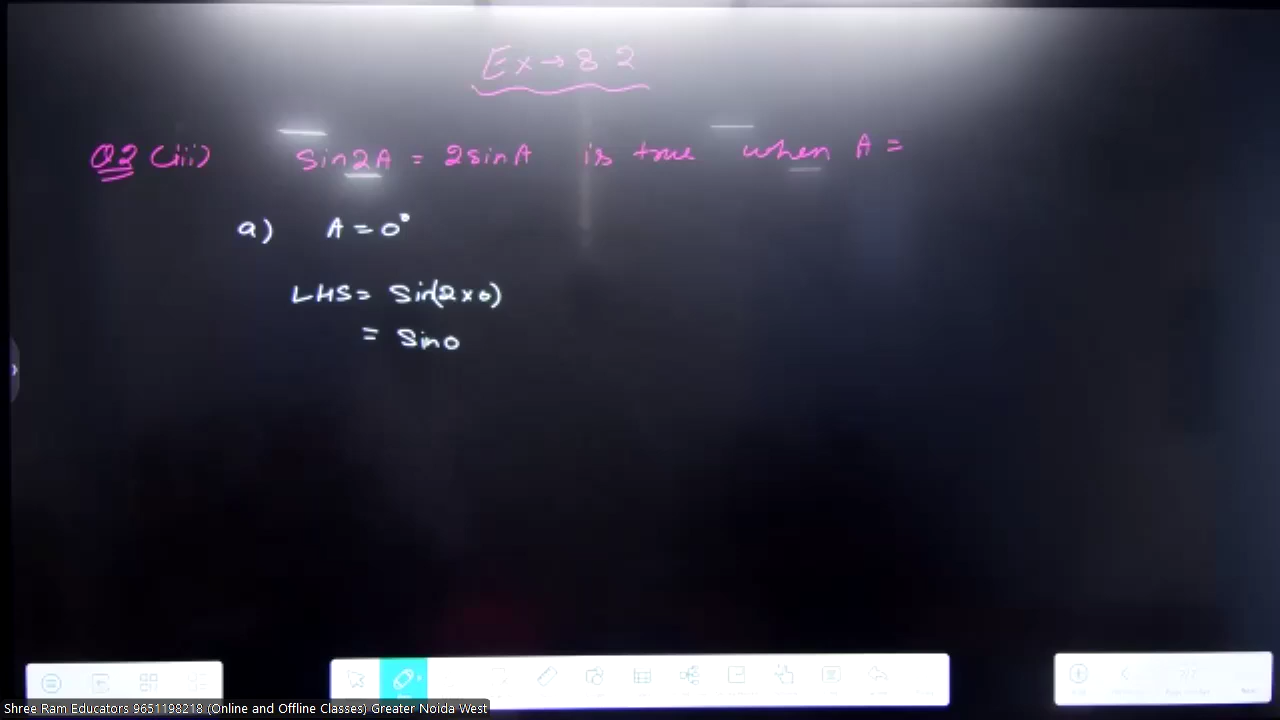 Ex → 8.2
Q2 (iii) Sin2A = 2sinA is true when A =
a) A = 0°
LHS = Sin(2×0)
= Sin0
Shree Ram Educators 9651198218 (Online and Offline Classes) Greater Noida West